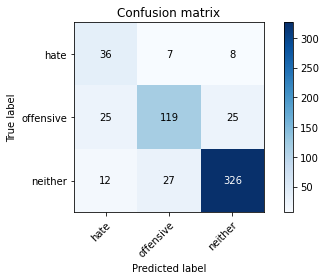 Confusion matrix
True label
hate
offensive
neither
36 7 8
25 119 25
12 27 326
hate offensive neither
Predicted label
300
250
200
150
100
50